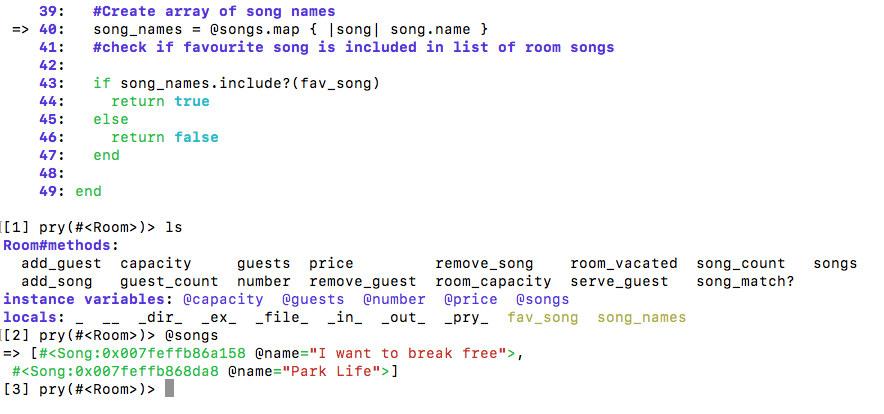 39: #Create array of song names
=> 40: song_names = @songs.map { |song| song.name }
41: #check if favourite song is included in list of room songs
42:
43: if song_names.include?(fav_song)
44: return true
45: else
46: return false
47: end
48:
49: end
[1] pry(#<Room>)> ls
Room#methods:
add_guest capacity guests price remove_song room_vacated song_count songs
add_song guest_count number remove_guest room_capacity serve_guest song_match?
instance variables: @capacity @guests @number @price @songs
locals: _ __ _dir_ _ex_ _file_ _in_ _out_ _pry_ fav_song song_names
[2] pry(#<Room>)> @songs
=> [#<Song:0x007feffb86a158 @name="I want to break free">,
#<Song:0x007feffb868da8 @name="Park Life">]
[3] pry(#<Room>)>